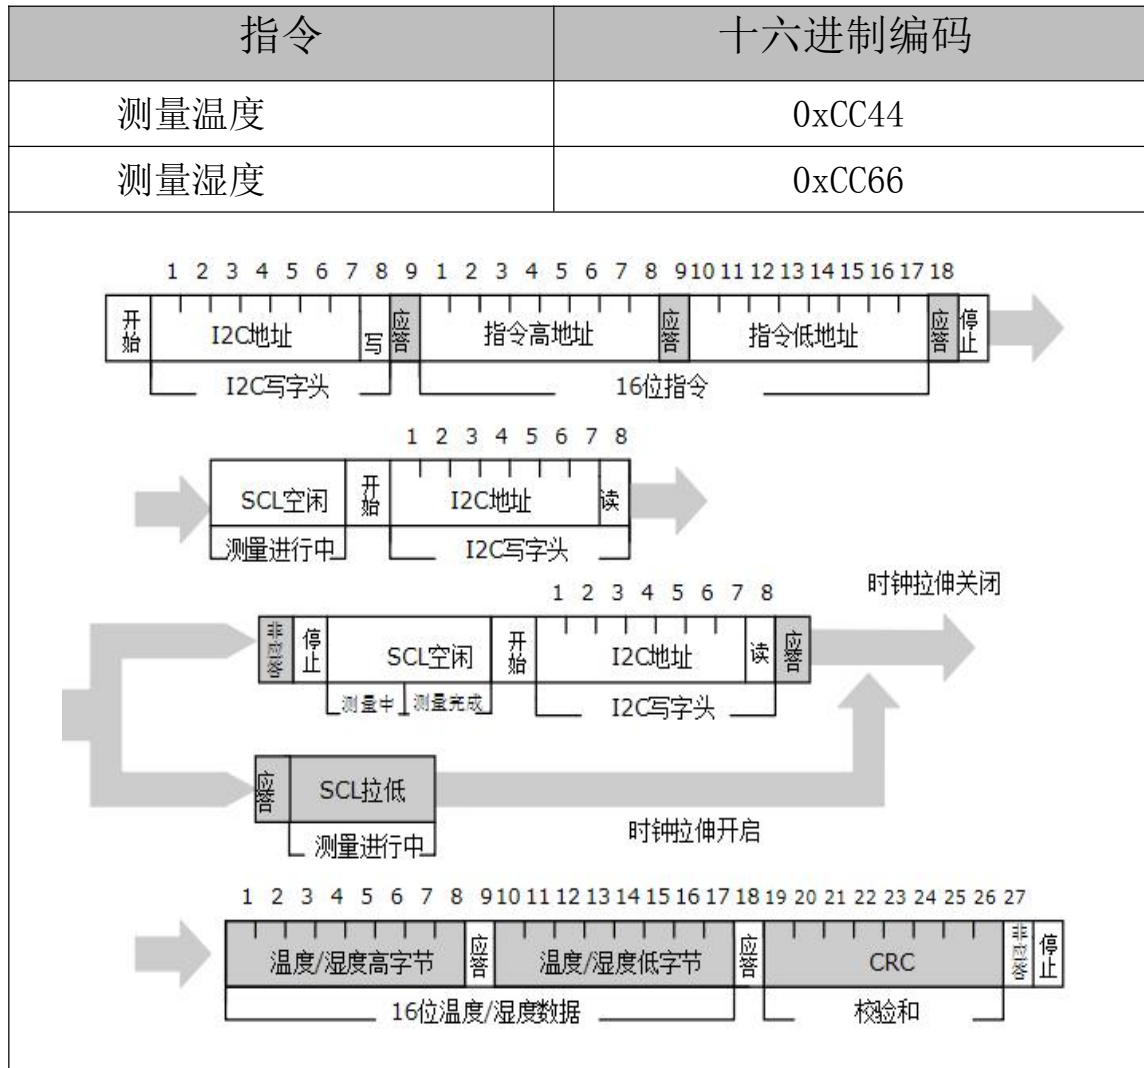 指令 十六进制编码
测量温度 0xCC44
测量湿度 0xCC66
1 2 3 4 5 6 7 8 9 1 2 3 4 5 6 7 8 9 10 11 12 13 14 15 16 17 18
开始 I2C地址 写 应答 指令高地址 应答 指令低地址 应答 停止
I2C写字头 16位指令
1 2 3 4 5 6 7 8
SCL空闲 开始 I2C地址 读
测量进行中 I2C写字头
1 2 3 4 5 6 7 8 时钟拉伸关闭
非应答 停止 SCL空闲 开始 I2C地址 读 应答
测量中 测量完成 I2C写字头
应答 SCL拉低
测量进行中 时钟拉伸开启
1 2 3 4 5 6 7 8 9 10 11 12 13 14 15 16 17 18 19 20 21 22 23 24 25 26 27
温度/湿度高字节 应答 温度/湿度低字节 应答 CRC 非应答 停止
16位温度/湿度数据 校验和